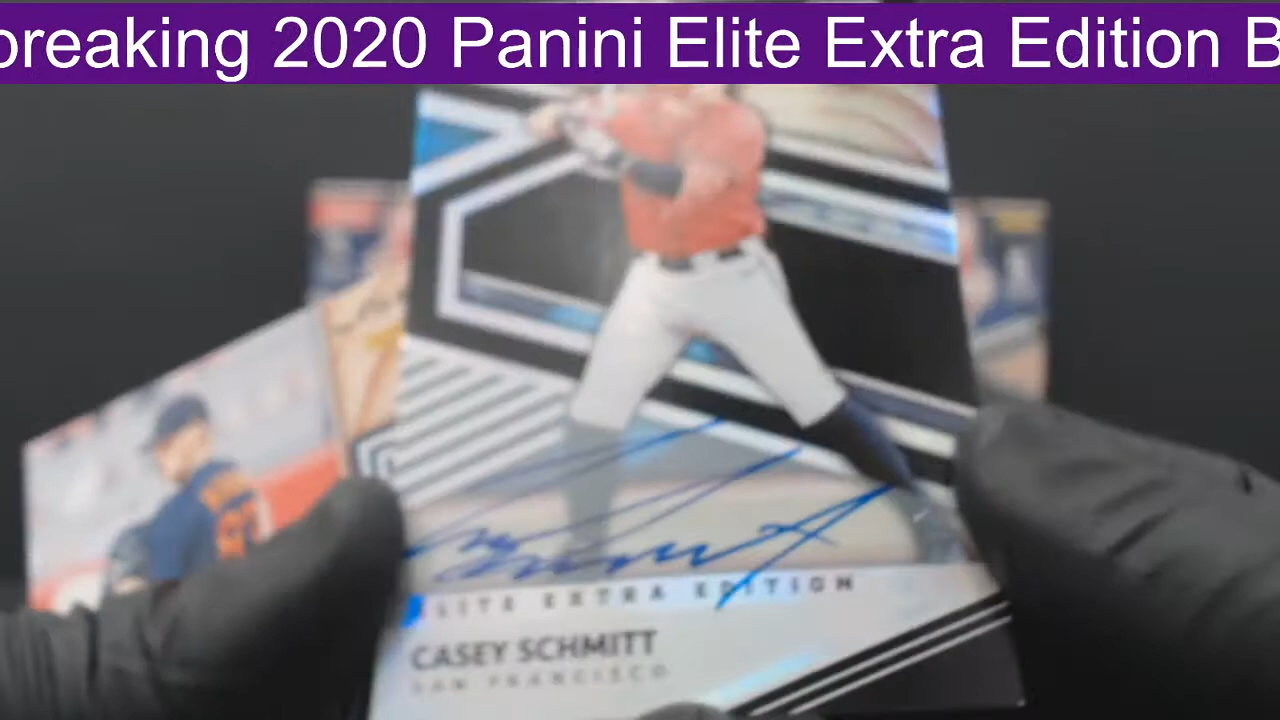 breaking 2020 Panini Elite Extra Edition B
ELITE EXTRA EDITION
CASEY SCHMITT
SAN FRANCISCO